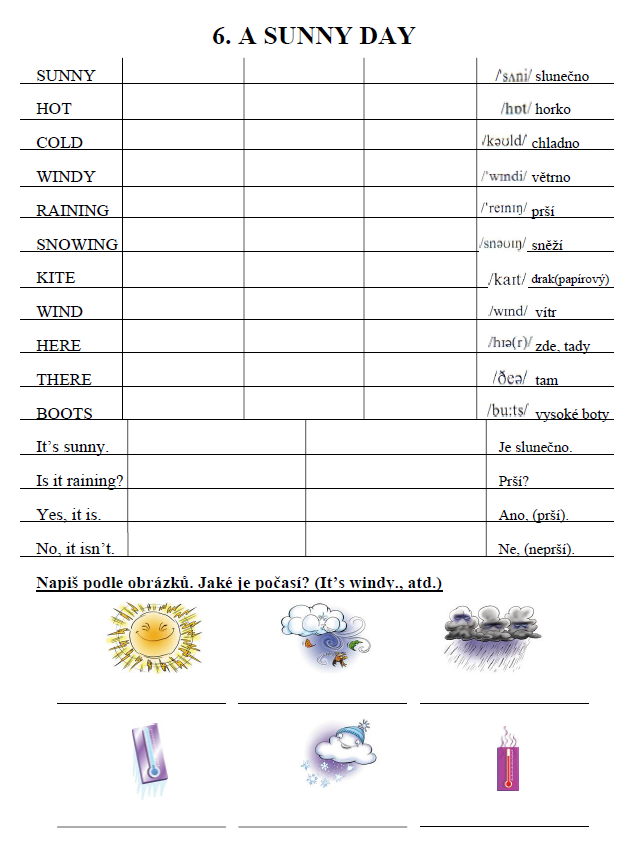 6. A SUNNY DAY
SUNNY /ˈsʌni/ slunečno
HOT /hɒt/ horko
COLD /kəʊld/ chladno
WINDY /ˈwɪndi/ větrno
RAINING /ˈreɪnɪŋ/ prší
SNOWING /snəʊɪŋ/ sněží
KITE /kaɪt/ drak(papírový)
WIND /wɪnd/ vítr
HERE /hɪə(r)/ zde, tady
THERE /ðeə/ tam
BOOTS /buːts/ vysoké boty
It's sunny. Je slunečno.
Is it raining? Prší?
Yes, it is. Ano, (prší).
No, it isn't. Ne, (neprší).
Napiš podle obrázků. Jaké je počasí? (It's windy., atd.)